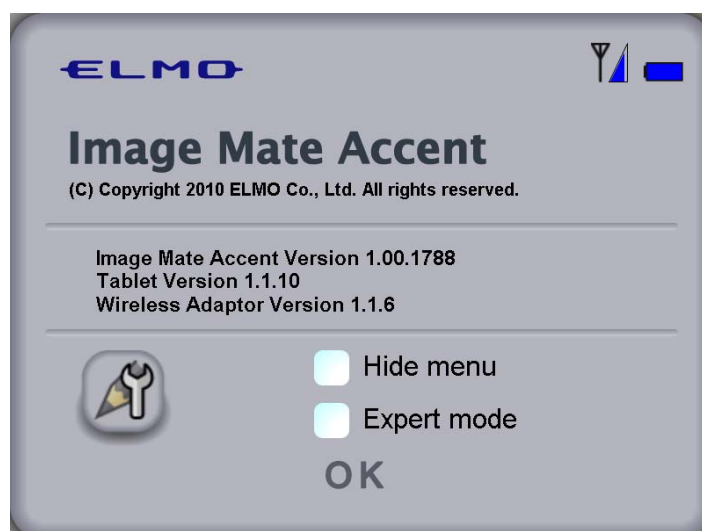 ELMO
Image Mate Accent
(C) Copyright 2010 ELMO Co., Ltd. All rights reserved.
Image Mate Accent Version 1.00.1788
Tablet Version 1.1.10
Wireless Adaptor Version 1.1.6
Hide menu
Expert mode
OK